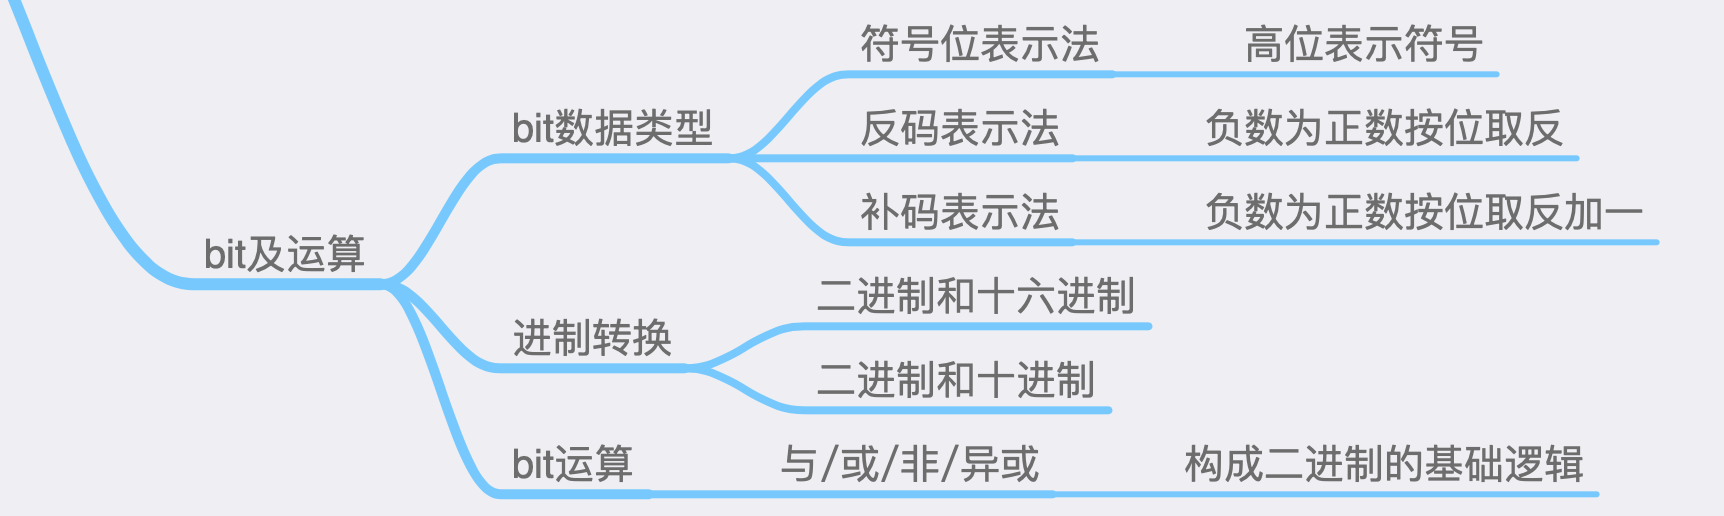 符号位表示法
高位表示符号
bit数据类型
反码表示法
负数为正数按位取反
补码表示法
负数为正数按位取反加一
bit及运算
二进制和十六进制
进制转换
二进制和十进制
bit运算
与/或/非/异或
构成二进制的基础逻辑